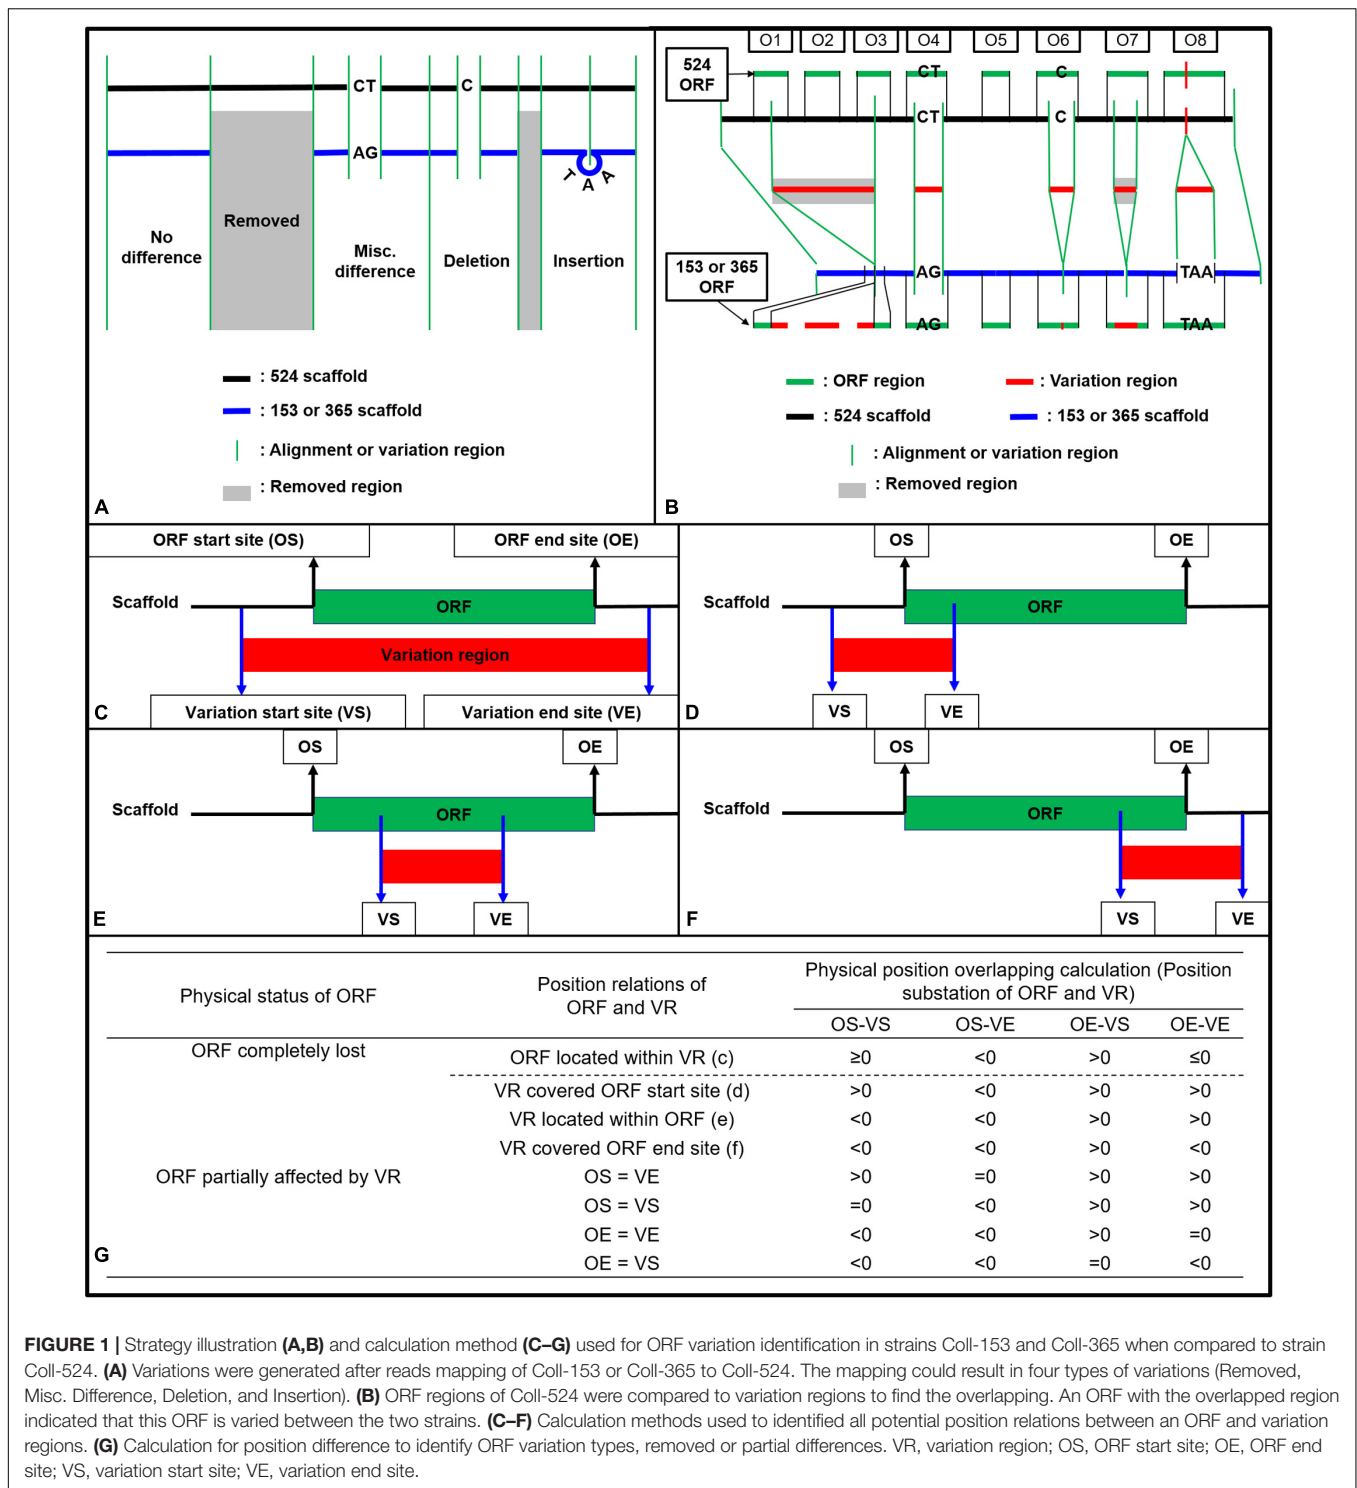 CT
C
AG
T
A
A
No
difference
Removed
Misc.
difference
Deletion
Insertion
: 524 scaffold
: 153 or 365 scaffold
: Alignment or variation region
: Removed region
A
O1 O2 O3 O4 O5 O6 O7 O8
524
ORF
CT
C
CT
C
153 or 365
ORF
AG
TAA
AG
TAA
: ORF region
: Variation region
: 524 scaffold
: 153 or 365 scaffold
: Alignment or variation region
: Removed region
B
ORF start site (OS)
ORF end site (OE)
Scaffold
ORF
Variation region
Variation start site (VS)
Variation end site (VE)
C
OS
OE
Scaffold
ORF
VS
VE
D
OS
OE
Scaffold
ORF
VS
VE
E
OS
OE
Scaffold
ORF
VS
VE
F
Physical status of ORF
Position relations of
ORF and VR
Physical position overlapping calculation (Position
substation of ORF and VR)
OS-VS OS-VE OE-VS OE-VE
ORF completely lost
ORF located within VR (c) ≥0 <0 >0 ≤0
VR covered ORF start site (d) >0 <0 >0 >0
VR located within ORF (e) <0 <0 >0 >0
VR covered ORF end site (f) <0 <0 >0 <0
ORF partially affected by VR OS = VE >0 =0 >0 >0
OS = VS =0 <0 >0 >0
OE = VE <0 <0 >0 =0
OE = VS <0 <0 =0 <0
G
FIGURE 1 | Strategy illustration (A,B) and calculation method (C–G) used for ORF variation identification in strains Coll-153 and Coll-365 when compared to strain
Coll-524. (A) Variations were generated after reads mapping of Coll-153 or Coll-365 to Coll-524. The mapping could result in four types of variations (Removed,
Misc. Difference, Deletion, and Insertion). (B) ORF regions of Coll-524 were compared to variation regions to find the overlapping. An ORF with the overlapped region
indicated that this ORF is varied between the two strains. (C–F) Calculation methods used to identified all potential position relations between an ORF and variation
regions. (G) Calculation for position difference to identify ORF variation types, removed or partial differences. VR, variation region; OS, ORF start site; OE, ORF end
site; VS, variation start site; VE, variation end site.